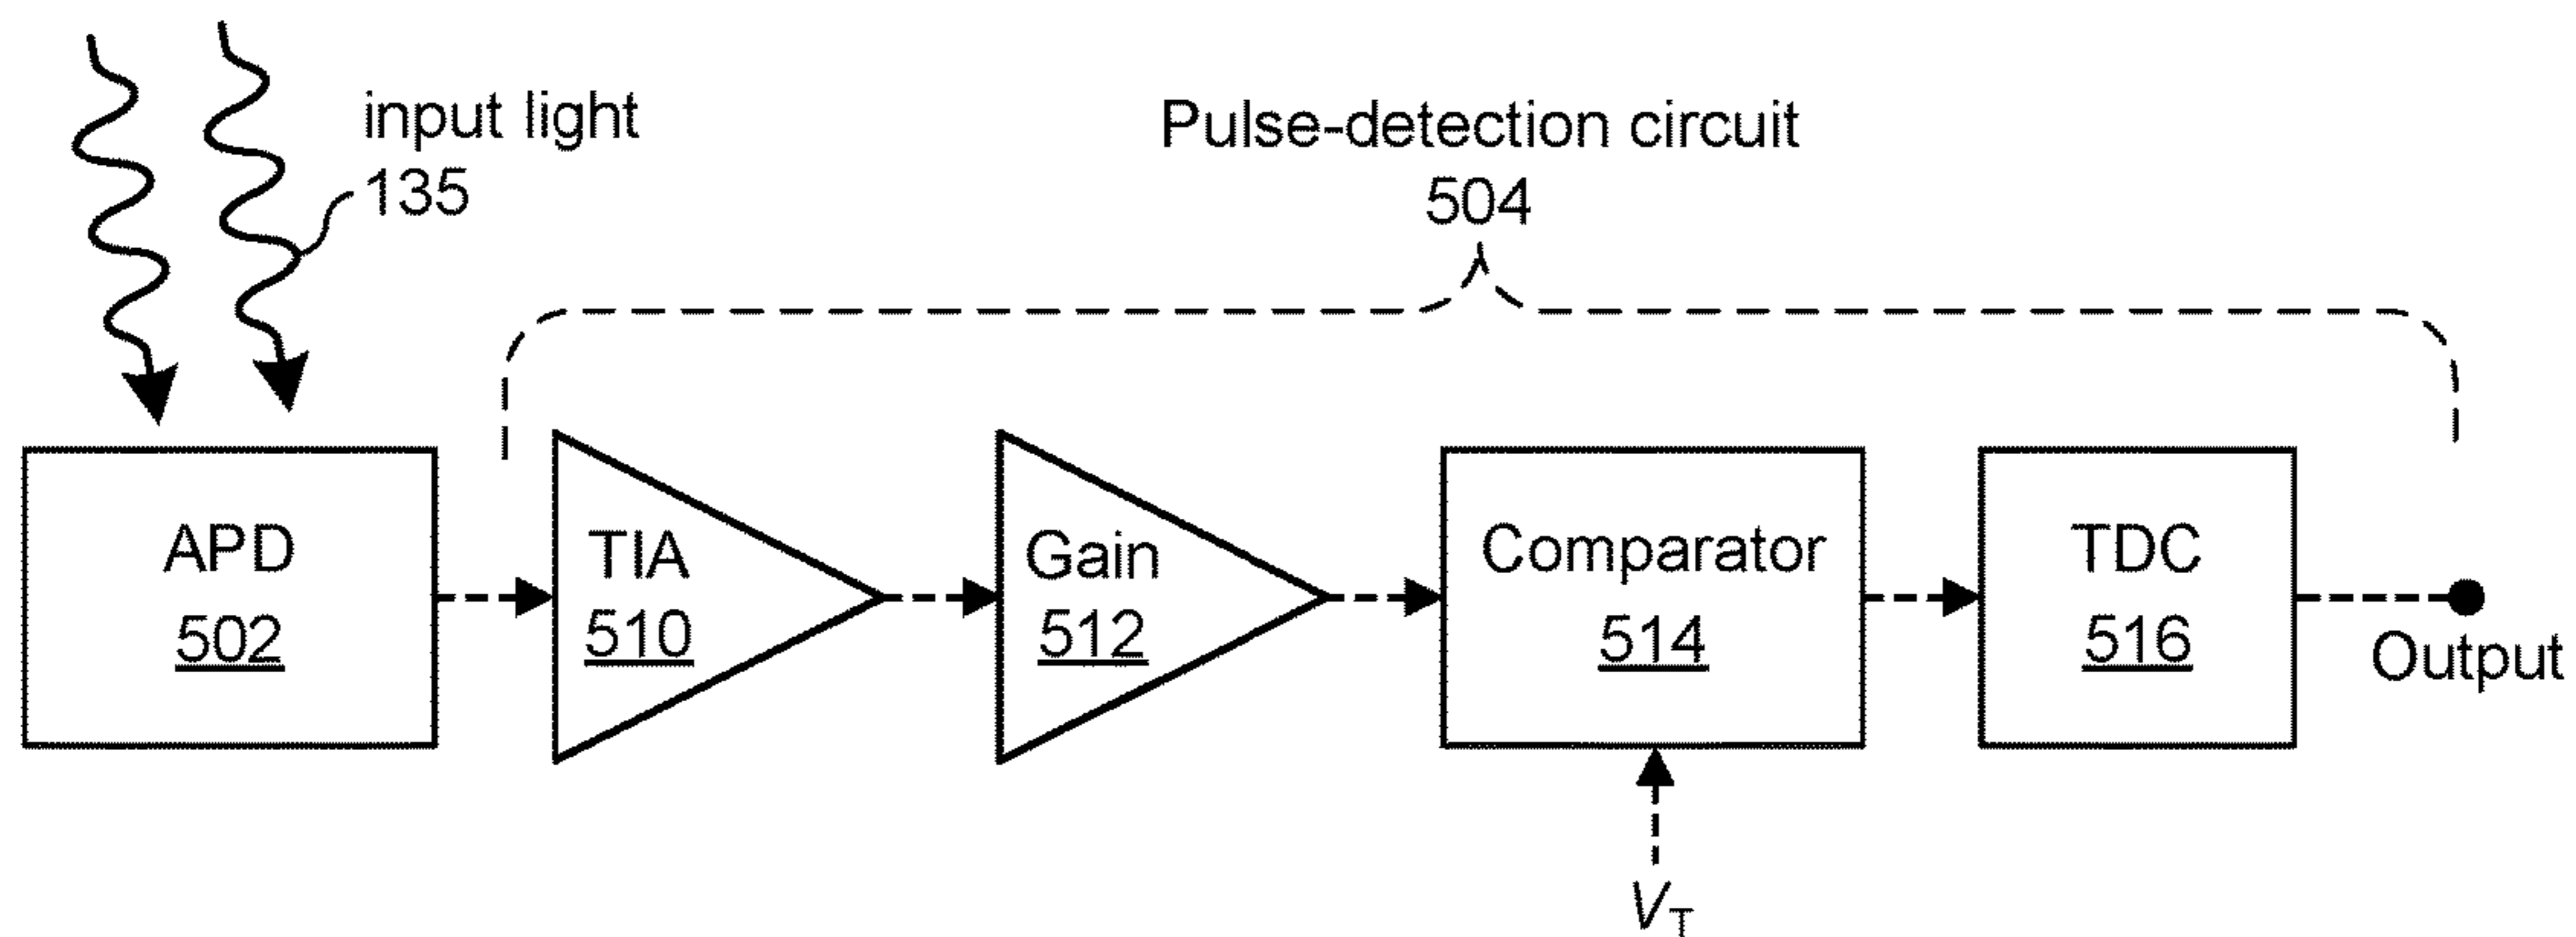 input light
135
Pulse-detection circuit
504
APD
502
TIA
510
Gain
512
Comparator
514
TDC
516
Output
VT